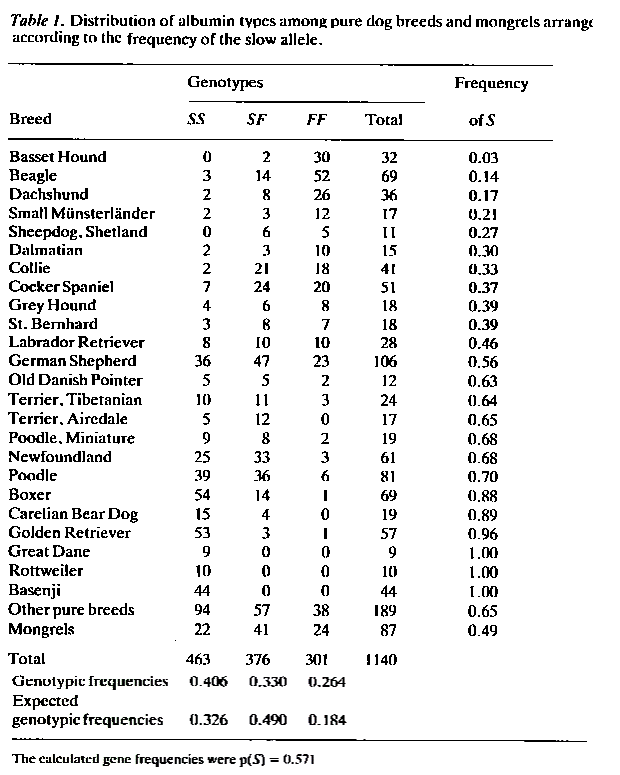 Table 1. Distribution of albumin types among pure dog breeds and mongrels arrange
according to the frequency of the slow allele.
Genotypes Frequency
Breed SS SF FF Total of S
Basset Hound 0 2 30 32 0.03
Beagle 3 14 52 69 0.14
Dachshund 2 8 26 36 0.17
Small Münsterländer 2 3 12 17 0.21
Sheepdog, Shetland 0 6 5 11 0.27
Dalmatian 2 3 10 15 0.30
Collie 2 21 18 41 0.33
Cocker Spaniel 7 24 20 51 0.37
Grey Hound 4 6 8 18 0.39
St. Bernhard 3 8 7 18 0.39
Labrador Retriever 8 10 10 28 0.46
German Shepherd 36 47 23 106 0.56
Old Danish Pointer 5 5 2 12 0.63
Terrier, Tibetanian 10 11 3 24 0.64
Terrier, Airedale 5 12 0 17 0.65
Poodle, Miniature 9 8 2 19 0.68
Newfoundland 25 33 3 61 0.68
Poodle 39 36 6 81 0.70
Boxer 54 14 1 69 0.88
Carelian Bear Dog 15 4 0 19 0.89
Golden Retriever 53 3 1 57 0.96
Great Dane 9 0 0 9 1.00
Rottweiler 10 0 0 10 1.00
Basenji 44 0 0 44 1.00
Other pure breeds 94 57 38 189 0.65
Mongrels 22 41 24 87 0.49
Total 463 376 301 1140
Genotypic frequencies 0.406 0.330 0.264
Expected
genotypic frequencies 0.326 0.490 0.184
The calculated gene frequencies were p(S) = 0.571